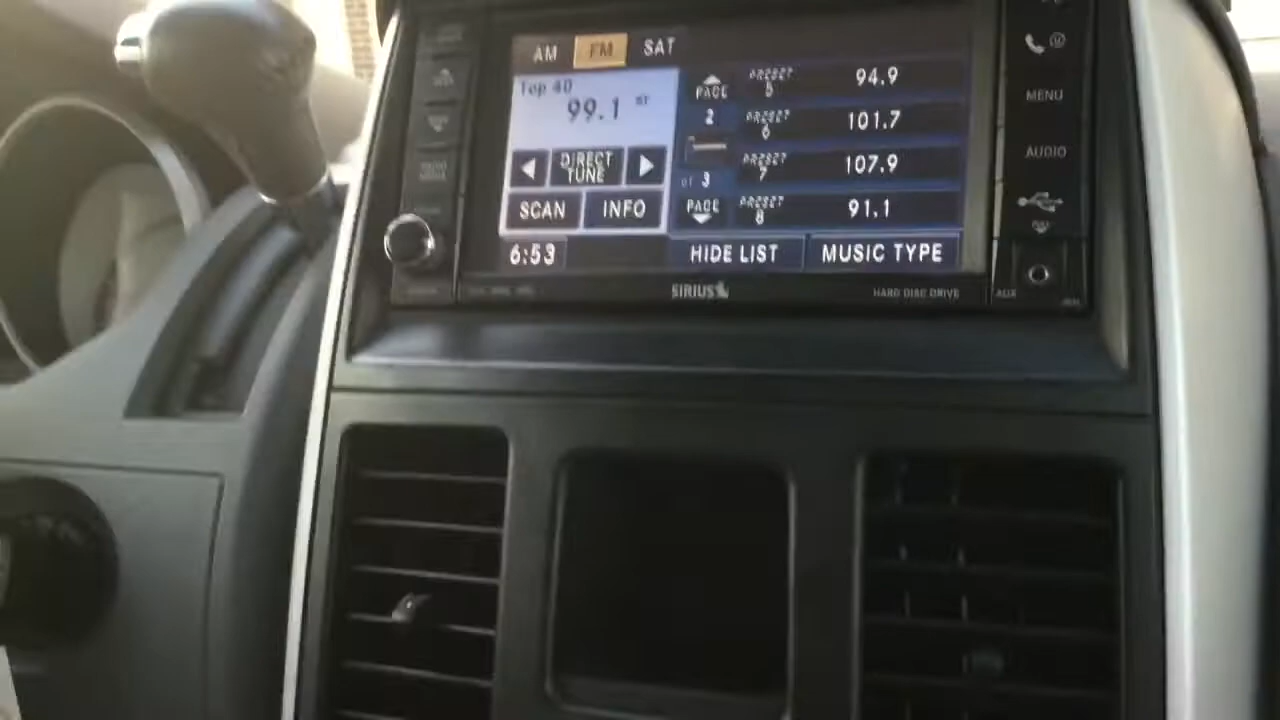 AM FM SAT
Top 40
99.1 ST
DIRECT
TUNE
SCAN INFO
6:53
PAGE
2
of 3
PAGE
PRESET
5
94.9
PRESET
6
101.7
PRESET
7
107.9
PRESET
8
91.1
HIDE LIST MUSIC TYPE
SIRIUS
HARD DISC DRIVE
MENU
AUDIO
AUX